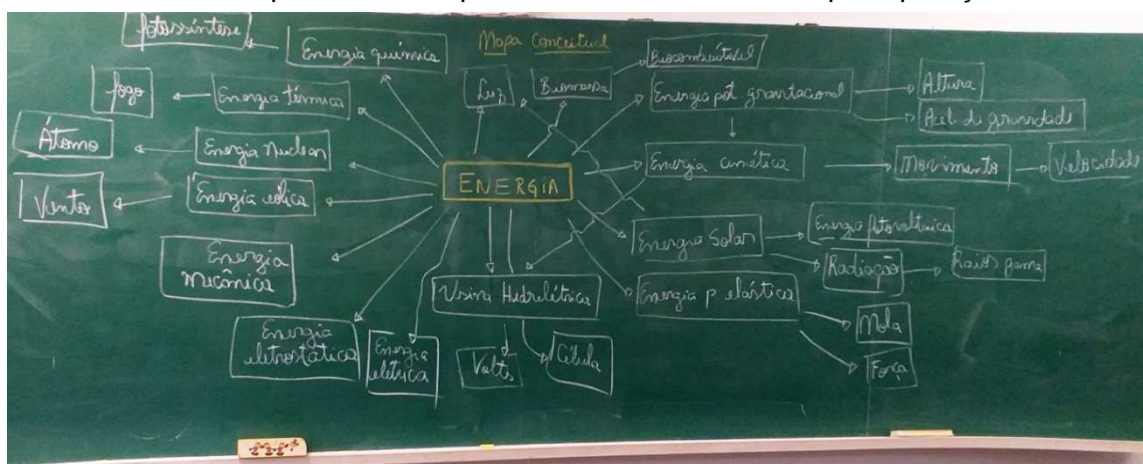 Mapa Conceitual
fotossíntese
Energia química
Luz
Biomassa
Biocombustível
fogo
Energia térmica
Energia pot. gravitacional
Altura
Acel. da gravidade
Átomo
Energia nuclear
ENERGIA
Energia cinética
Movimento
Velocidade
Ventos
Energia eólica
Energia Solar
Energia fotovoltaica
Radiação
Raios gama
Energia
mecânica
Usina Hidrelétrica
Energia p elástica
Mola
Força
Energia
eletrostática
Energia
elétrica
Volts
Célula